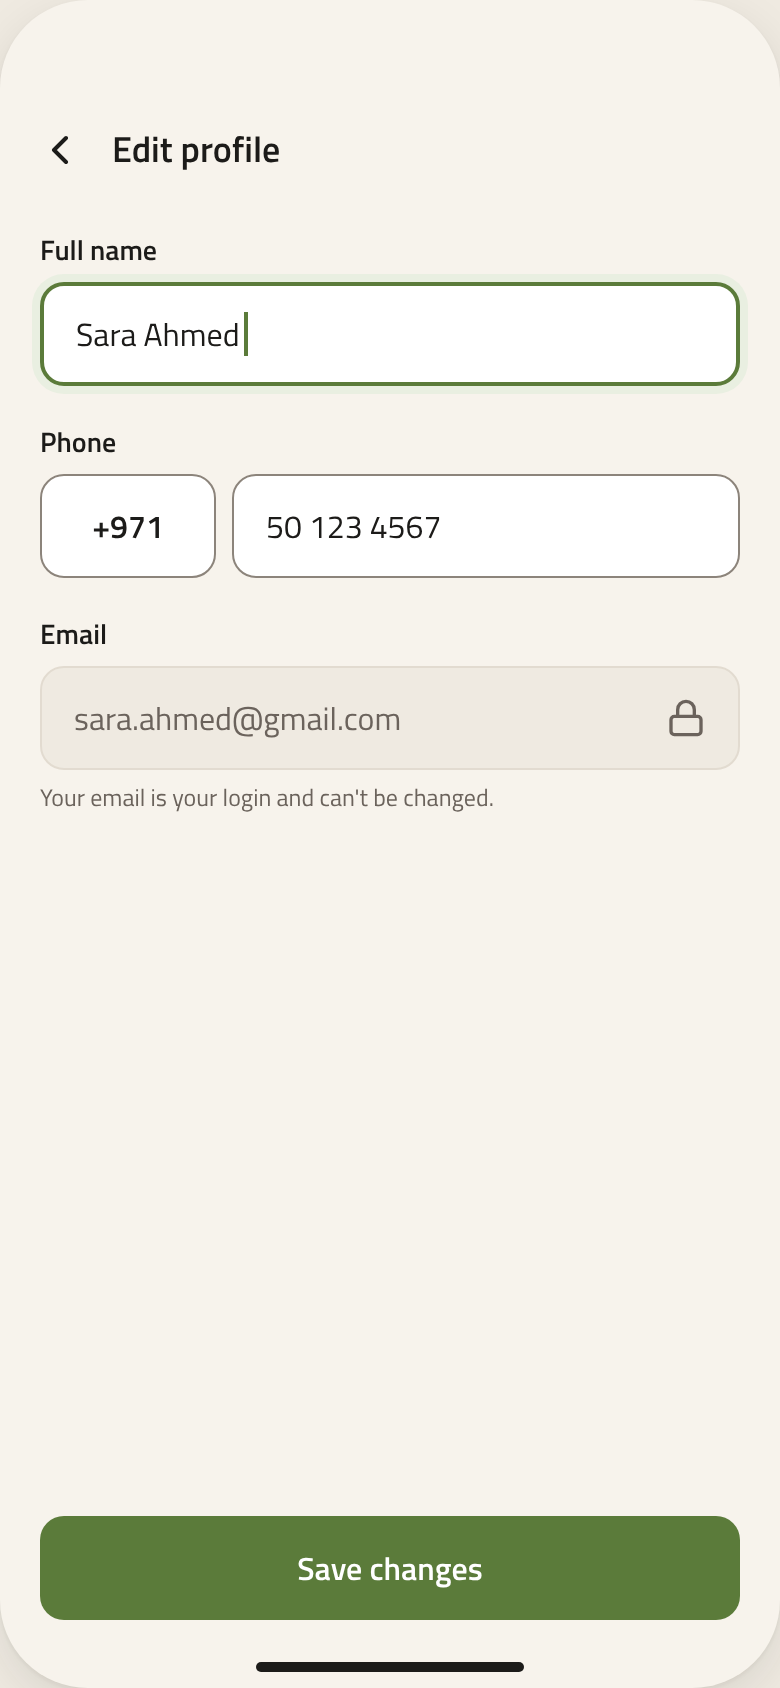 Edit profile
Full name
Sara Ahmed
Phone
+971 50 123 4567
Email
sara.ahmed@gmail.com
Your email is your login and can't be changed.
Save changes